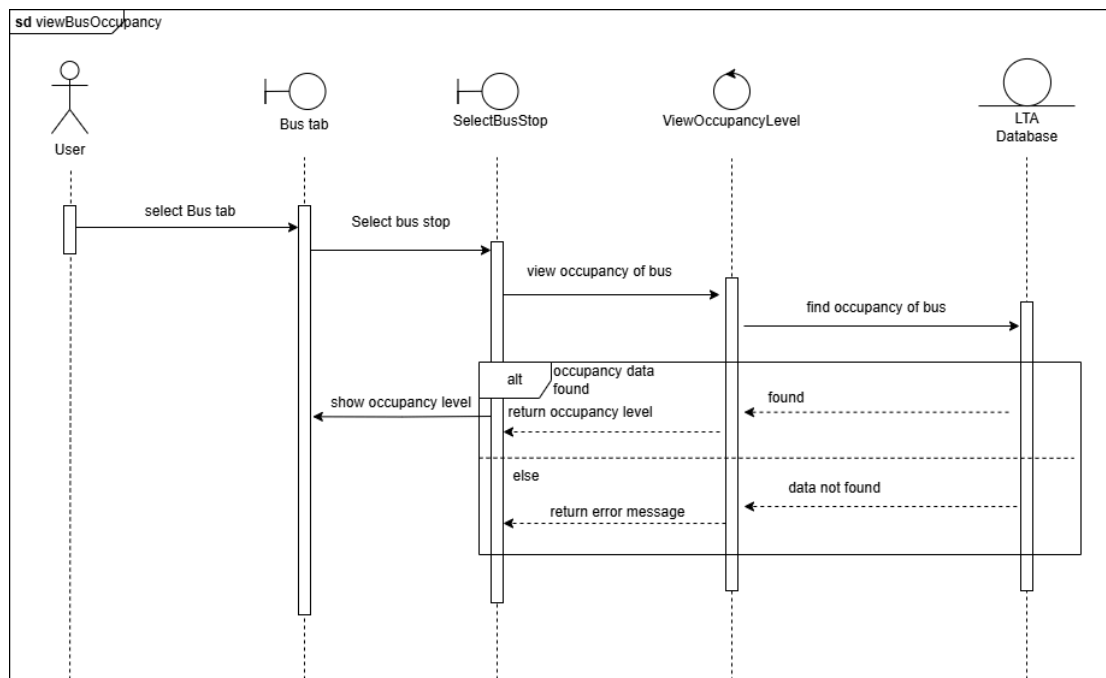 sd viewBusOccupancy
User
Bus tab
SelectBusStop
ViewOccupancyLevel
LTA
Database
select Bus tab
Select bus stop
view occupancy of bus
find occupancy of bus
alt
occupancy data
found
show occupancy level
return occupancy level
found
else
data not found
return error message